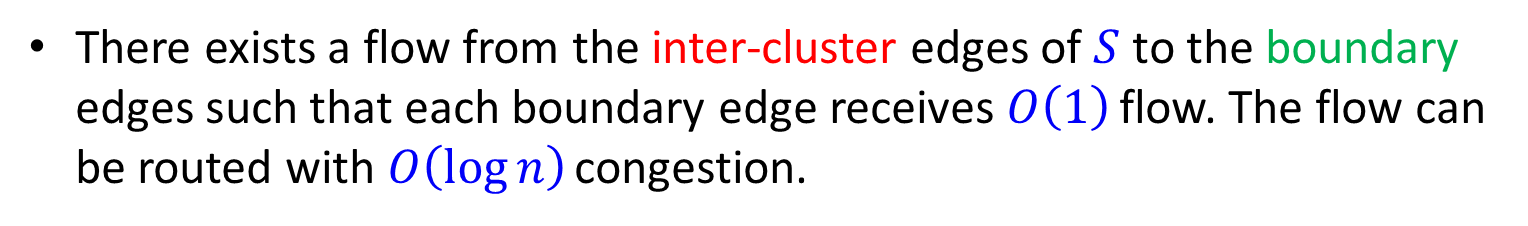 • There exists a flow from the inter-cluster edges of S to the boundary
edges such that each boundary edge receives O(1) flow. The flow can
be routed with O(log n) congestion.